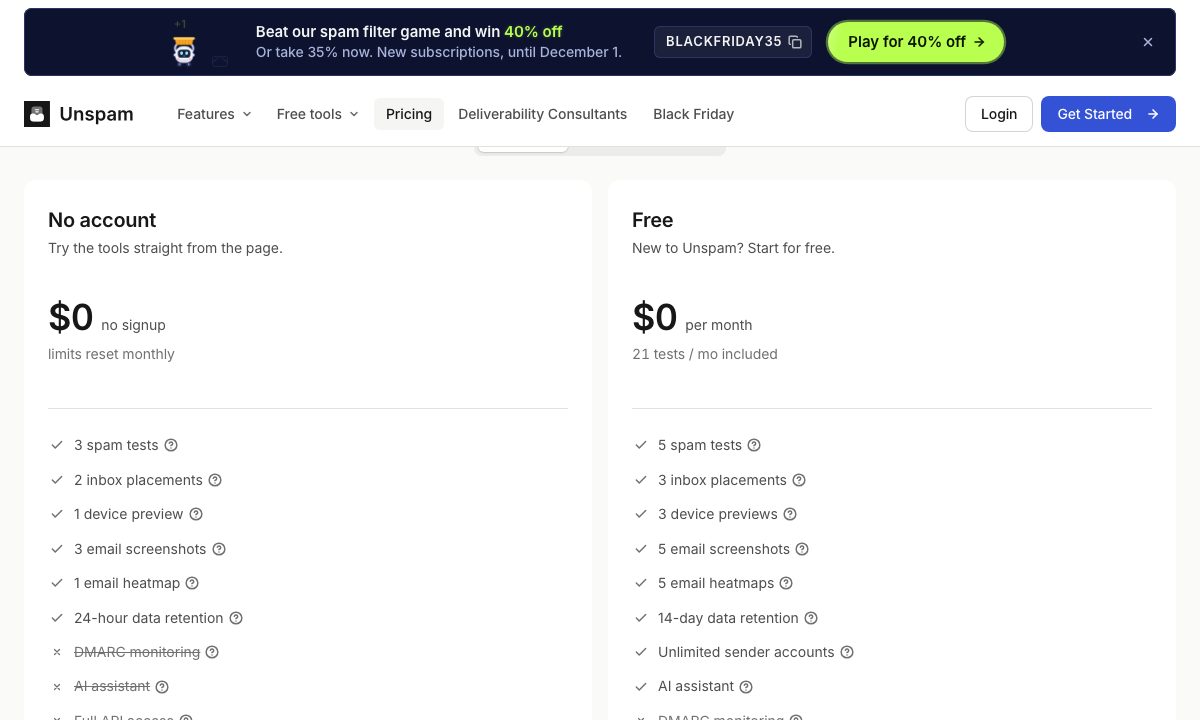 +1
Beat our spam filter game and win 40% off
Or take 35% now. New subscriptions, until December 1.
BLACKFRIDAY35
Play for 40% off →
Unspam
Features
Free tools
Pricing
Deliverability Consultants
Black Friday
Login
Get Started →
No account
Try the tools straight from the page.
$0 no signup
limits reset monthly
3 spam tests
2 inbox placements
1 device preview
3 email screenshots
1 email heatmap
24-hour data retention
DMARC monitoring
AI assistant
Full API access
Free
New to Unspam? Start for free.
$0 per month
21 tests / mo included
5 spam tests
3 inbox placements
3 device previews
5 email screenshots
5 email heatmaps
14-day data retention
Unlimited sender accounts
AI assistant
DMARC monitoring